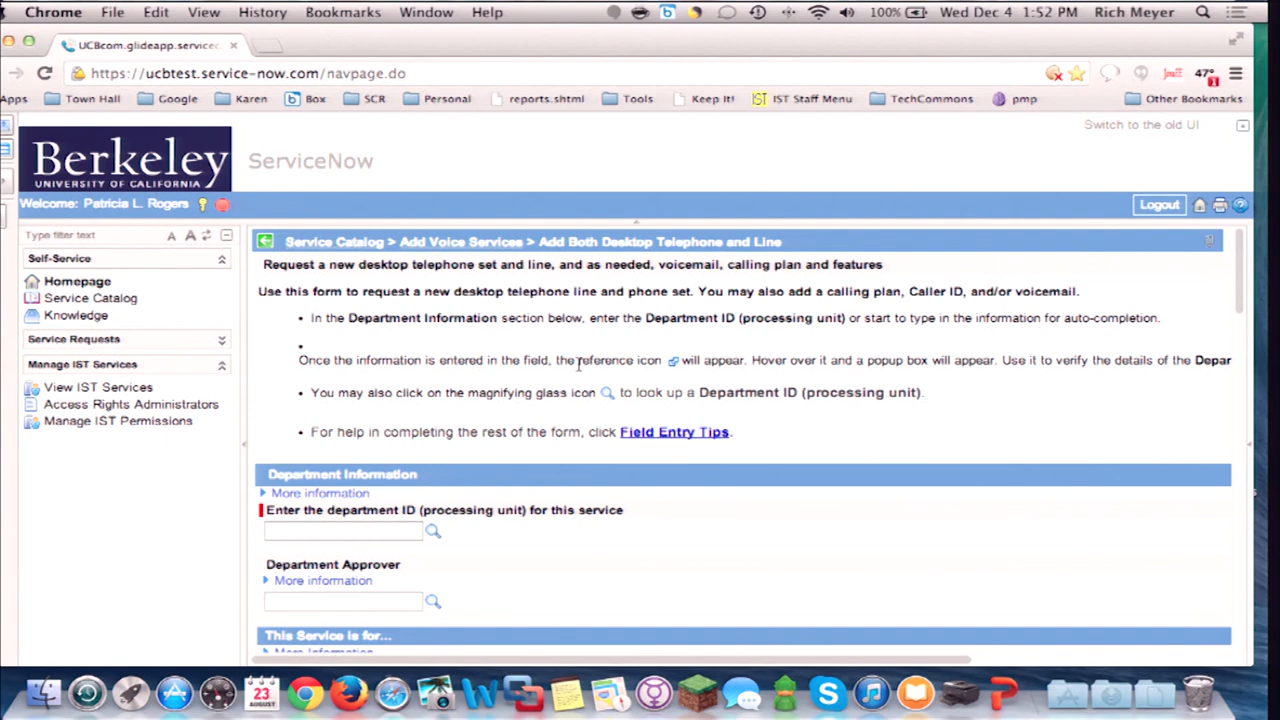 Chrome File Edit View History Bookmarks Window Help 100% Wed Dec 4 1:52 PM Rich Meyer
UCBcom.glideapp.servicec
https://ucbtest.service-now.com/navpage.do 47°
Apps Town Hall Google Karen Box SCR Personal reports.shtml Tools Keep It! IST Staff Menu TechCommons pmp Other Bookmarks
Switch to the old UI
Berkeley
UNIVERSITY OF CALIFORNIA
ServiceNow
Welcome: Patricia L. Rogers Logout
Type filter text A A
Self-Service
Homepage
Service Catalog
Knowledge
Service Requests
Manage IST Services
View IST Services
Access Rights Administrators
Manage IST Permissions
Service Catalog > Add Voice Services > Add Both Desktop Telephone and Line
Request a new desktop telephone set and line, and as needed, voicemail, calling plan and features
Use this form to request a new desktop telephone line and phone set. You may also add a calling plan, Caller ID, and/or voicemail.
• In the Department Information section below, enter the Department ID (processing unit) or start to type in the information for auto-completion.
•
Once the information is entered in the field, the reference icon will appear. Hover over it and a popup box will appear. Use it to verify the details of the Depar
• You may also click on the magnifying glass icon to look up a Department ID (processing unit).
• For help in completing the rest of the form, click Field Entry Tips.
Department Information
More information
Enter the department ID (processing unit) for this service
Department Approver
More information
This Service is for...
More Information
23
AUGUST